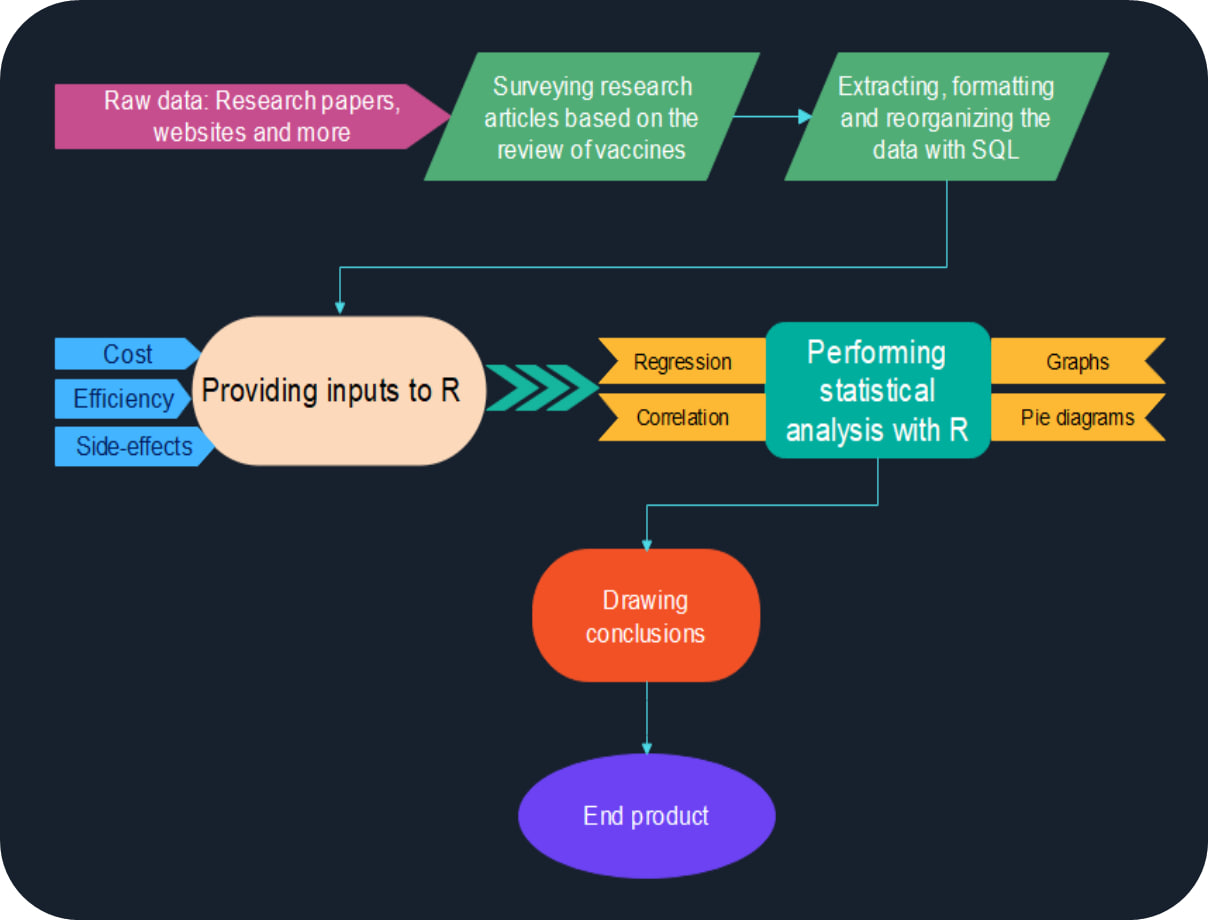 Raw data: Research papers,
websites and more
Surveying research
articles based on the
review of vaccines
Extracting, formatting
and reorganizing the
data with SQL
Cost
Efficiency
Side-effects
Providing inputs to R
Regression
Correlation
Performing
statistical
analysis with R
Graphs
Pie diagrams
Drawing
conclusions
End product